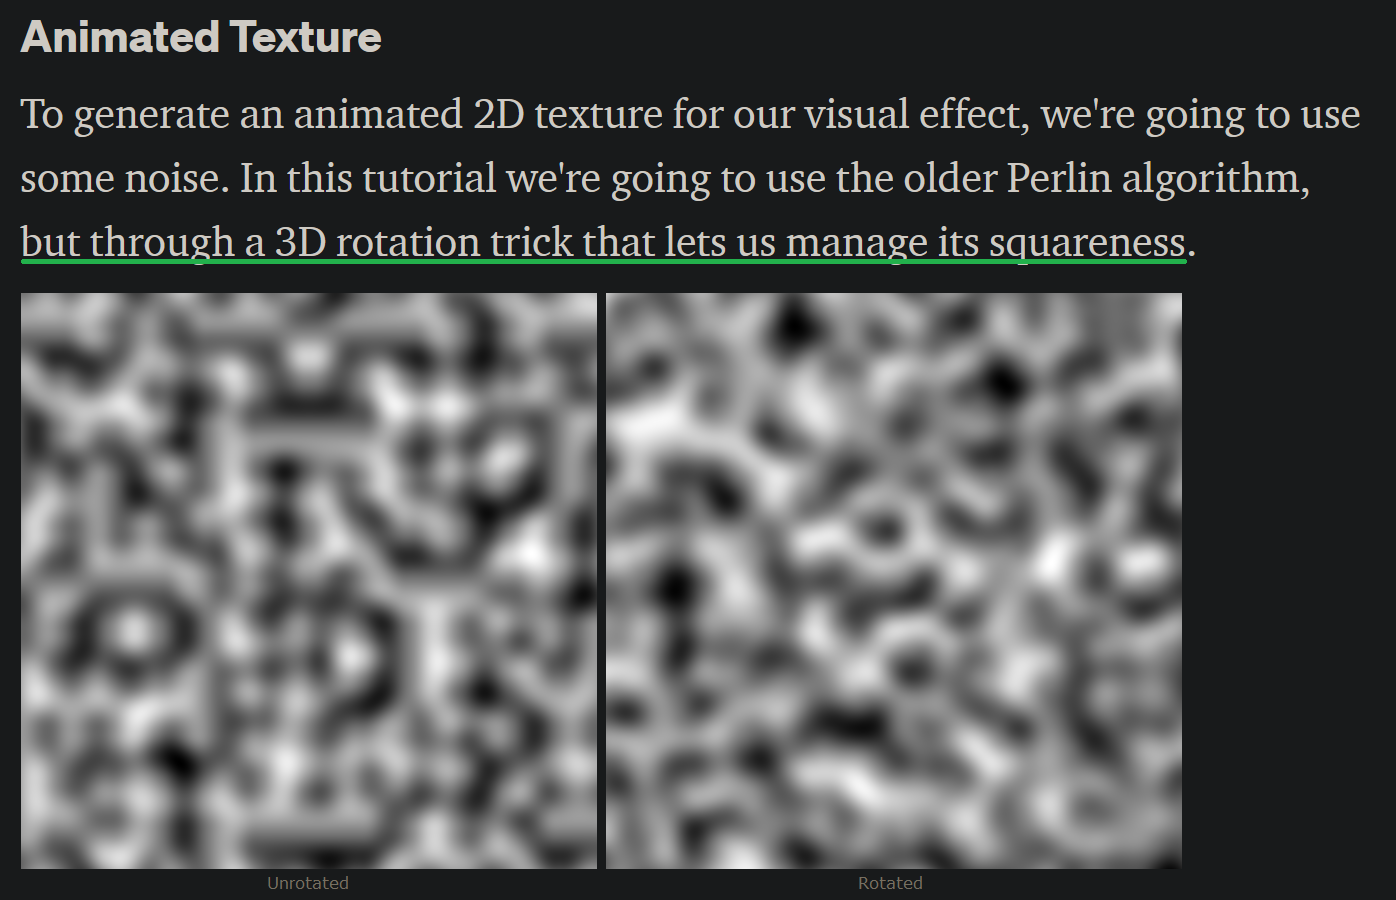 Animated Texture
To generate an animated 2D texture for our visual effect, we're going to use
some noise. In this tutorial we're going to use the older Perlin algorithm,
but through a 3D rotation trick that lets us manage its squareness.
Unrotated
Rotated